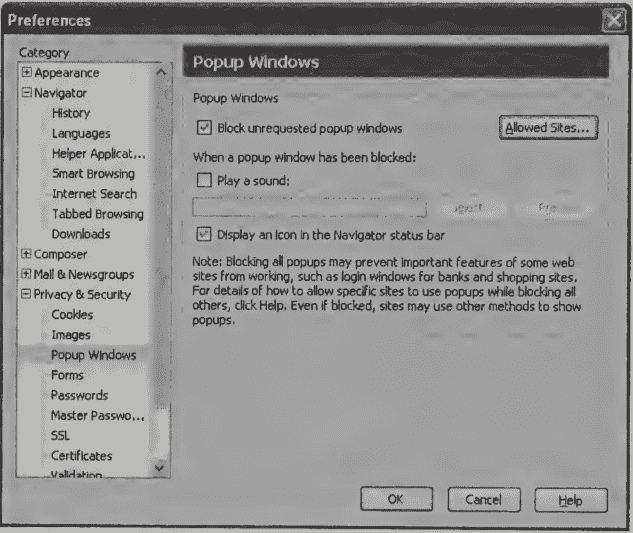 Preferences
Category
Appearance
Navigator
History
Languages
Helper Applicat...
Smart Browsing
Internet Search
Tabbed Browsing
Downloads
Composer
Mail & Newsgroups
Privacy & Security
Cookies
Images
Popup Windows
Forms
Passwords
Master Passwo...
SSL
Certificates
Validation
Popup Windows
Popup Windows
Block unrequested popup windows
Allowed Sites...
When a popup window has been blocked:
Play a sound:
Display an icon in the Navigator status bar
Note: Blocking all popups may prevent important features of some web
sites from working, such as login windows for banks and shopping sites.
For details of how to allow specific sites to use popups while blocking all
others, click Help. Even if blocked, sites may use other methods to show
popups.
OK
Cancel
Help